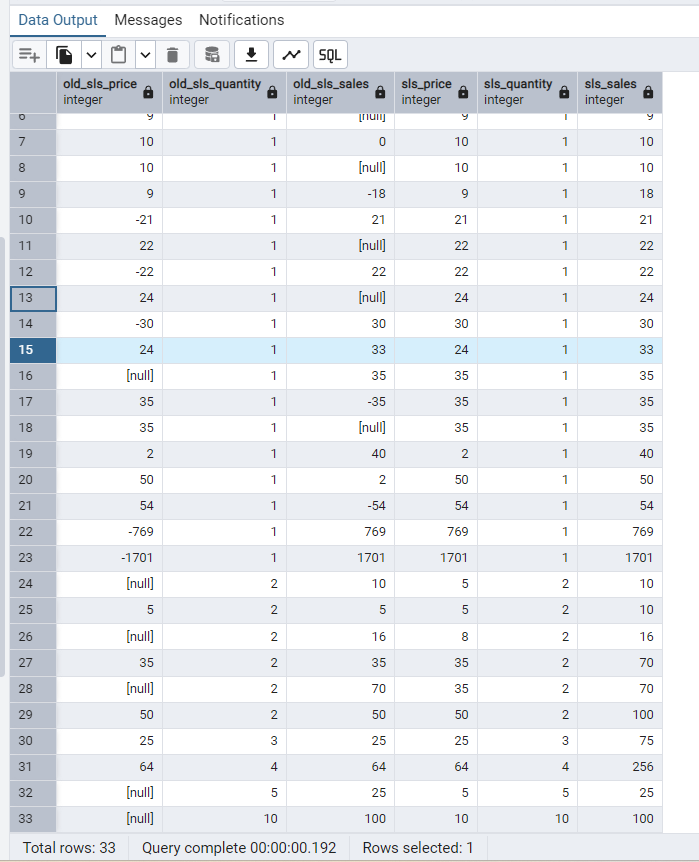 Data Output Messages Notifications
SQL
old_sls_price old_sls_quantity old_sls_sales sls_price sls_quantity sls_sales
integer integer integer integer integer integer
6 9 1 [null] 9 1 9
7 10 1 0 10 1 10
8 10 1 [null] 10 1 10
9 9 1 -18 9 1 18
10 -21 1 21 21 1 21
11 22 1 [null] 22 1 22
12 -22 1 22 22 1 22
13 24 1 [null] 24 1 24
14 -30 1 30 30 1 30
15 24 1 33 24 1 33
16 [null] 1 35 35 1 35
17 35 1 -35 35 1 35
18 35 1 [null] 35 1 35
19 2 1 40 2 1 40
20 50 1 2 50 1 50
21 54 1 -54 54 1 54
22 -769 1 769 769 1 769
23 -1701 1 1701 1701 1 1701
24 [null] 2 10 5 2 10
25 5 2 5 5 2 10
26 [null] 2 16 8 2 16
27 35 2 35 35 2 70
28 [null] 2 70 35 2 70
29 50 2 50 50 2 100
30 25 3 25 25 3 75
31 64 4 64 64 4 256
32 [null] 5 25 5 5 25
33 [null] 10 100 10 10 100
Total rows: 33 Query complete 00:00:00.192 Rows selected: 1